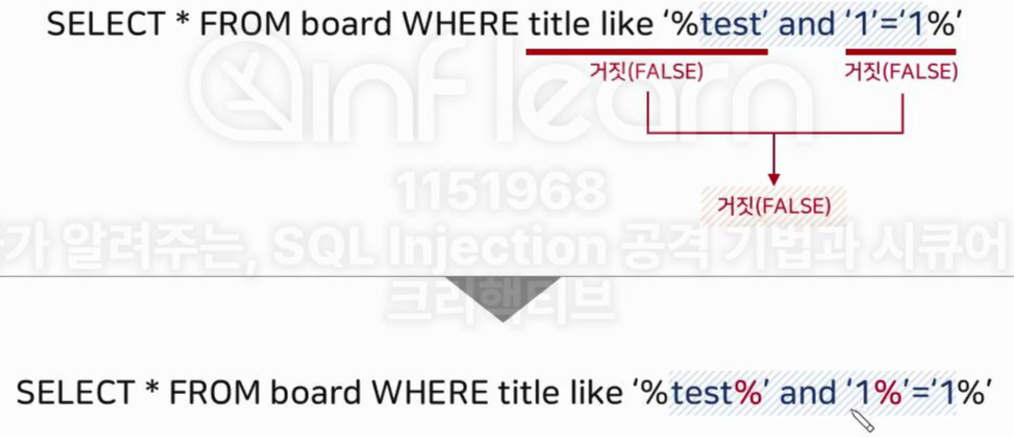 SELECT * FROM board WHERE title like ‘%test’ and ‘1’=‘1%’
거짓(FALSE) 거짓(FALSE)
inflearn
1151968
거짓(FALSE)
가 알려주는, SQL Injection 공격 기법과 시큐어
크리핵티브
SELECT * FROM board WHERE title like ‘%test%’ and ‘1%’=‘1%’